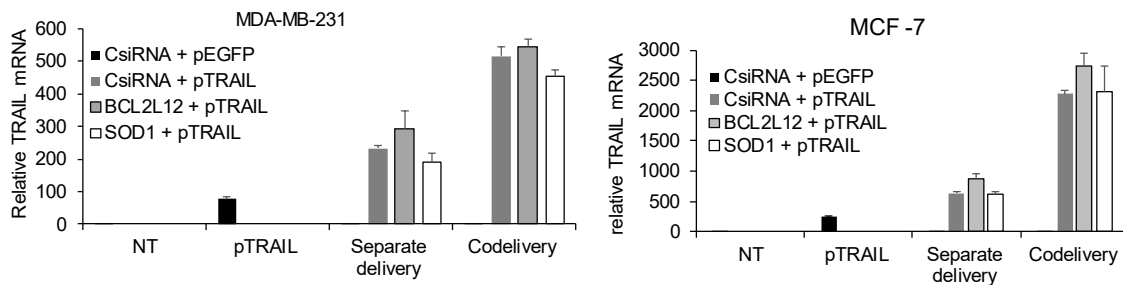 MDA-MB-231
Relative TRAIL mRNA
600
500
400
300
200
100
0
CsiRNA + pEGFP
CsiRNA + pTRAIL
BCL2L12 + pTRAIL
SOD1 + pTRAIL
NT
pTRAIL
Separate
delivery
Codelivery
MCF -7
relative TRAIL mRNA
3000
2500
2000
1500
1000
500
0
CsiRNA + pEGFP
CsiRNA + pTRAIL
BCL2L12 + pTRAIL
SOD1 + pTRAIL
NT
pTRAIL
Separate
delivery
Codelivery